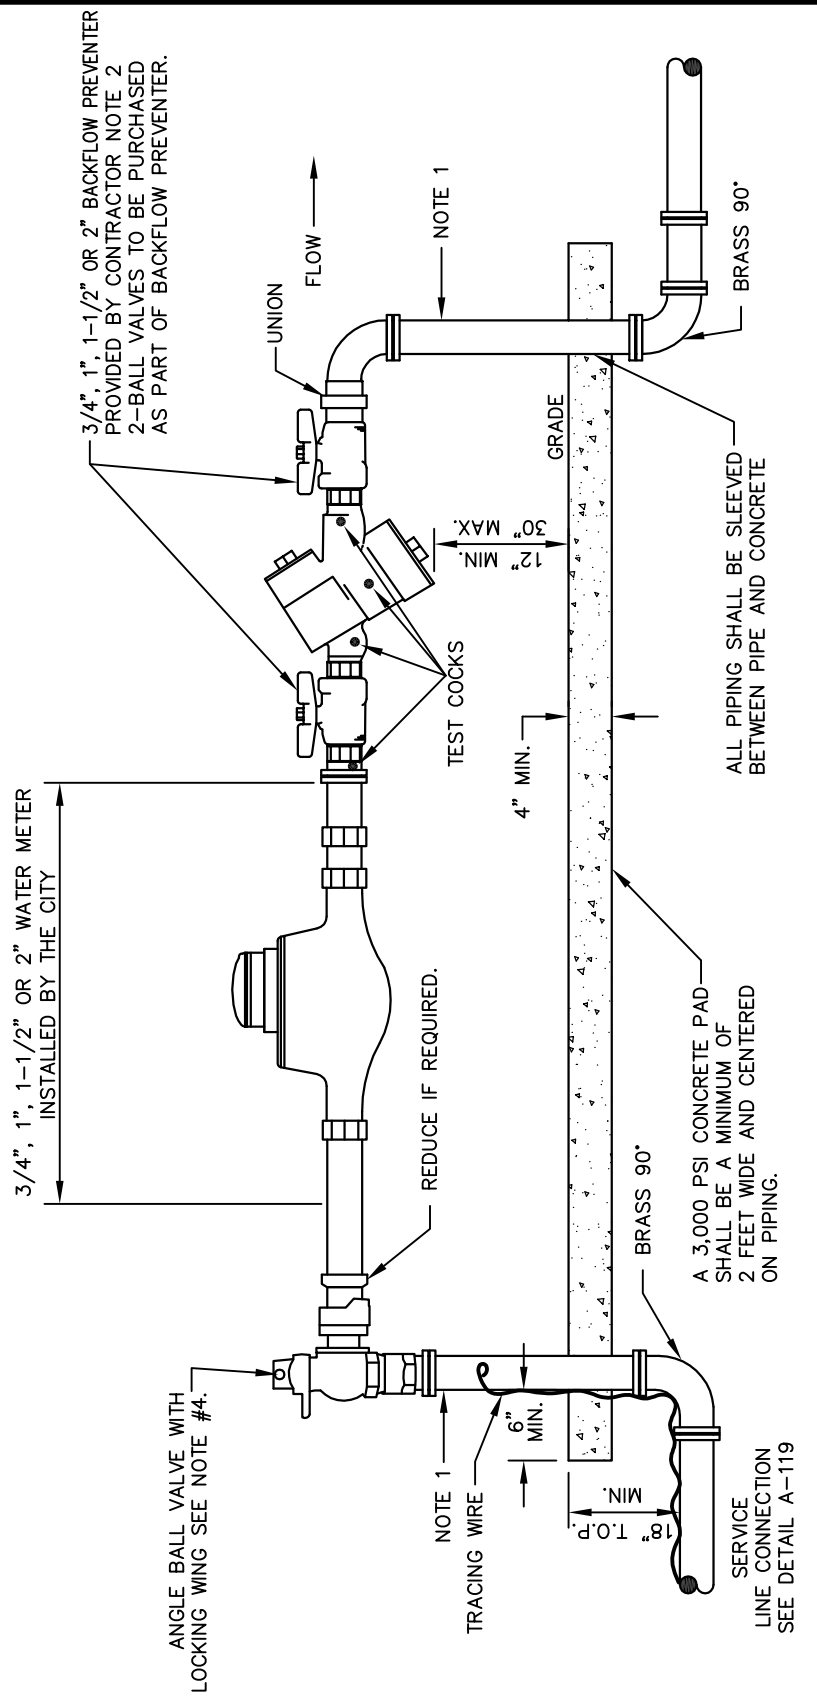 3/4", 1", 1-1/2" OR 2" WATER METER
INSTALLED BY THE CITY
3/4", 1", 1-1/2" OR 2" BACKFLOW PREVENTER
PROVIDED BY CONTRACTOR NOTE 2
2-BALL VALVES TO BE PURCHASED
AS PART OF BACKFLOW PREVENTER.
ANGLE BALL VALVE WITH
LOCKING WING SEE NOTE #4.
UNION
FLOW
REDUCE IF REQUIRED.
TEST COCKS
NOTE 1
NOTE 1
TRACING WIRE
6"
MIN.
12" MIN.
30" MAX.
GRADE
4" MIN.
18" T.O.P.
MIN.
BRASS 90°
BRASS 90°
A 3,000 PSI CONCRETE PAD
SHALL BE A MINIMUM OF
2 FEET WIDE AND CENTERED
ON PIPING.
ALL PIPING SHALL BE SLEEVED
BETWEEN PIPE AND CONCRETE
SERVICE
LINE CONNECTION
SEE DETAIL A-119